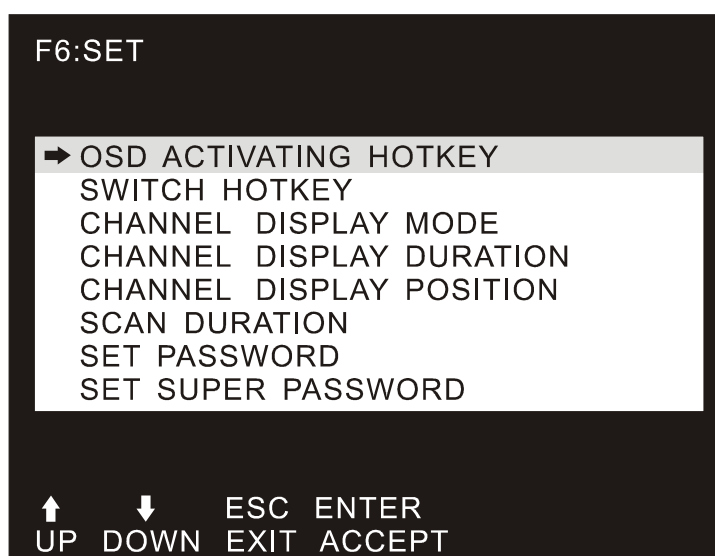 F6:SET
➡ OSD ACTIVATING HOTKEY
SWITCH HOTKEY
CHANNEL DISPLAY MODE
CHANNEL DISPLAY DURATION
CHANNEL DISPLAY POSITION
SCAN DURATION
SET PASSWORD
SET SUPER PASSWORD
⬆ ⬇ ESC ENTER
UP DOWN EXIT ACCEPT